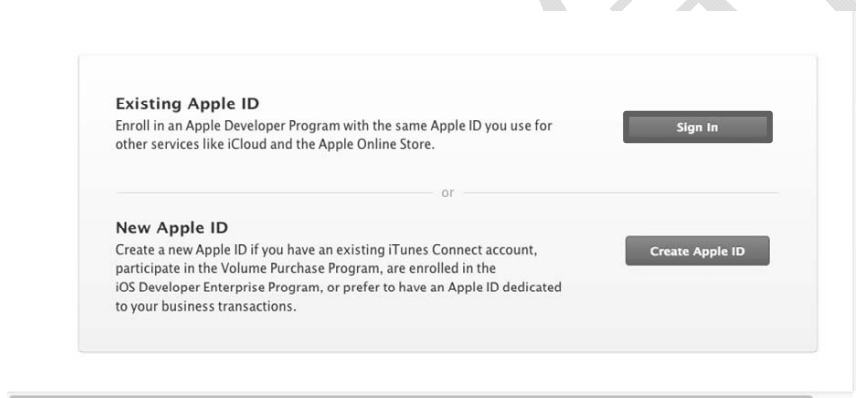 Existing Apple ID
Enroll in an Apple Developer Program with the same Apple ID you use for
other services like iCloud and the Apple Online Store.
Sign In
or
New Apple ID
Create a new Apple ID if you have an existing iTunes Connect account,
participate in the Volume Purchase Program, are enrolled in the
iOS Developer Enterprise Program, or prefer to have an Apple ID dedicated
to your business transactions.
Create Apple ID